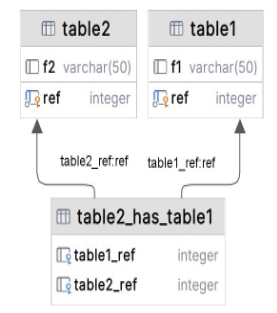 table2
f2 varchar(50)
ref integer
table1
f1 varchar(50)
ref integer
table2_ref:ref
table1_ref:ref
table2_has_table1
table1_ref integer
table2_ref integer